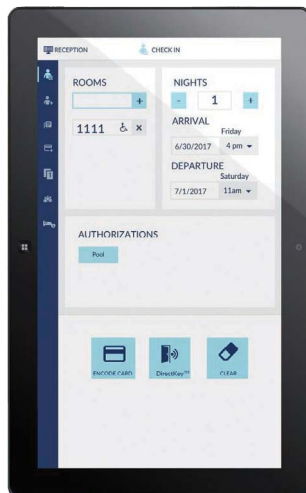 RECEPTION
CHECK IN
ROOMS
+
1111 x
NIGHTS
- 1 +
ARRIVAL
Friday
6/30/2017 4 pm
DEPARTURE
Saturday
7/1/2017 11am
AUTHORIZATIONS
Pool
ENCODE CARD
DirectKey™
CLEAR